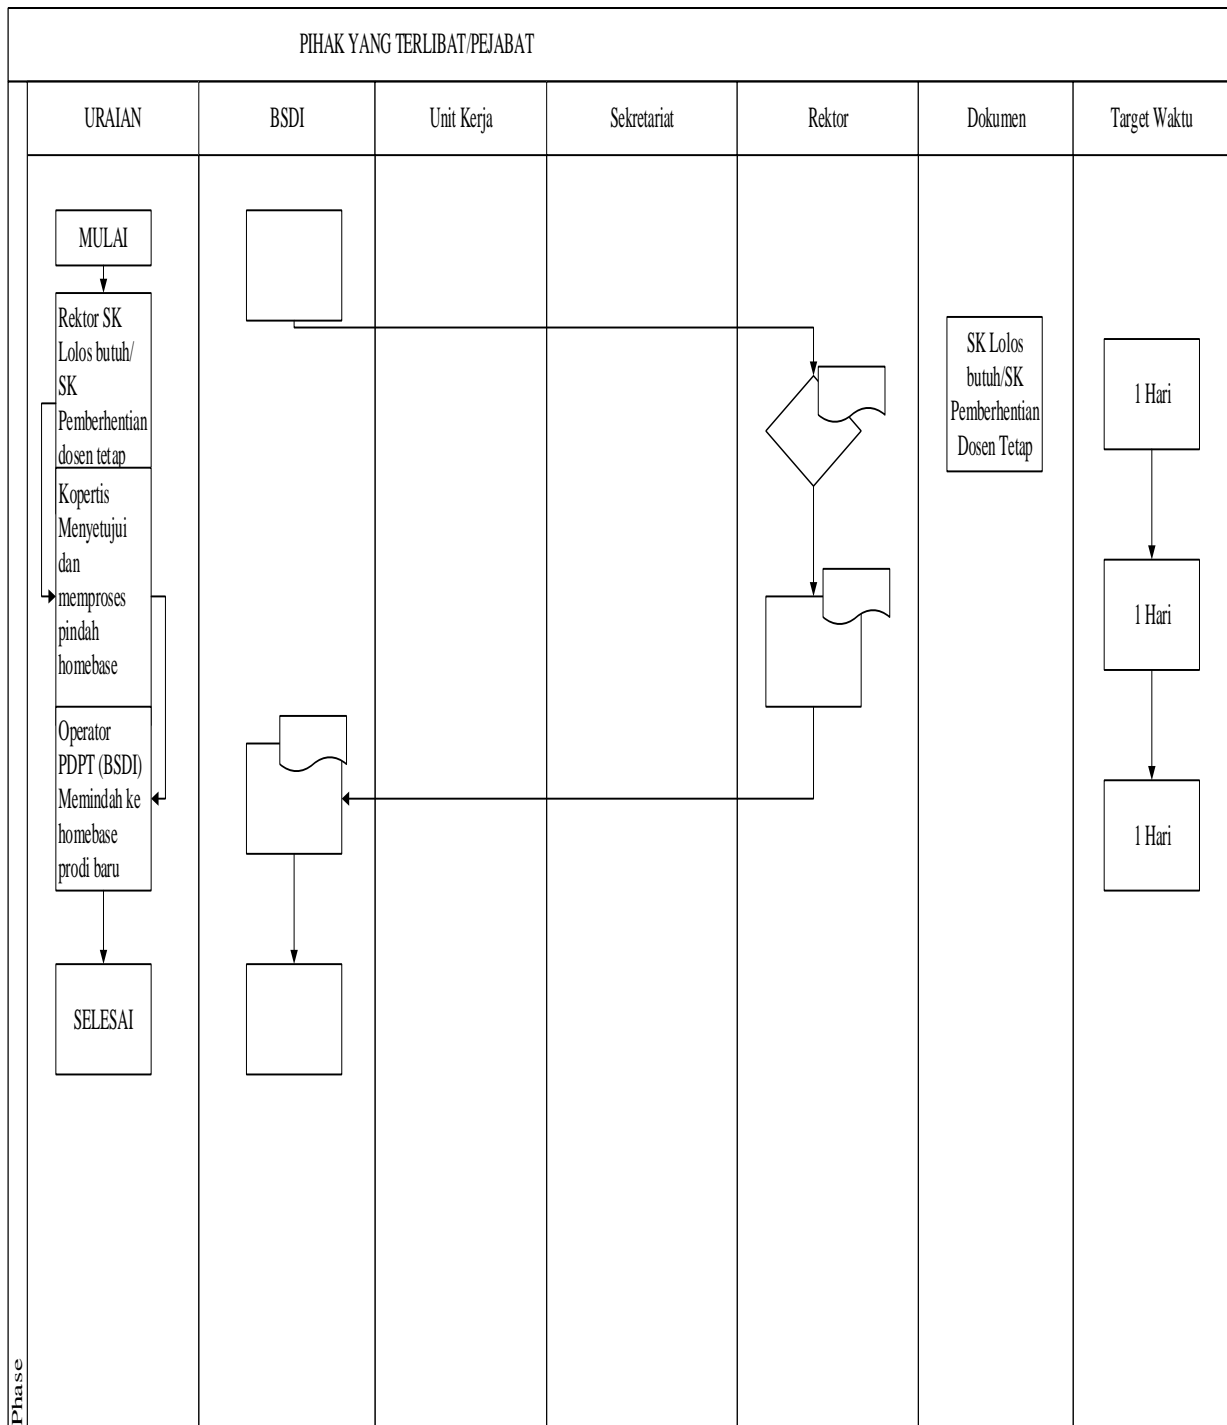 PIHAK YANG TERLIBAT/PEJABAT
URAIAN
BSDI
Unit Kerja
Sekretariat
Rektor
Dokumen
Target Waktu
MULAI
Rektor SK
Lolos butuh/
SK
Pemberhentian
dosen tetap
Kopertis
Menyetujui
dan
memproses
pindah
homebase
Operator
PDPT (BSDI)
Memindah ke
homebase
prodi baru
SELESAI
SK Lolos
butuh/SK
Pemberhentian
Dosen Tetap
1 Hari
1 Hari
1 Hari
Phase